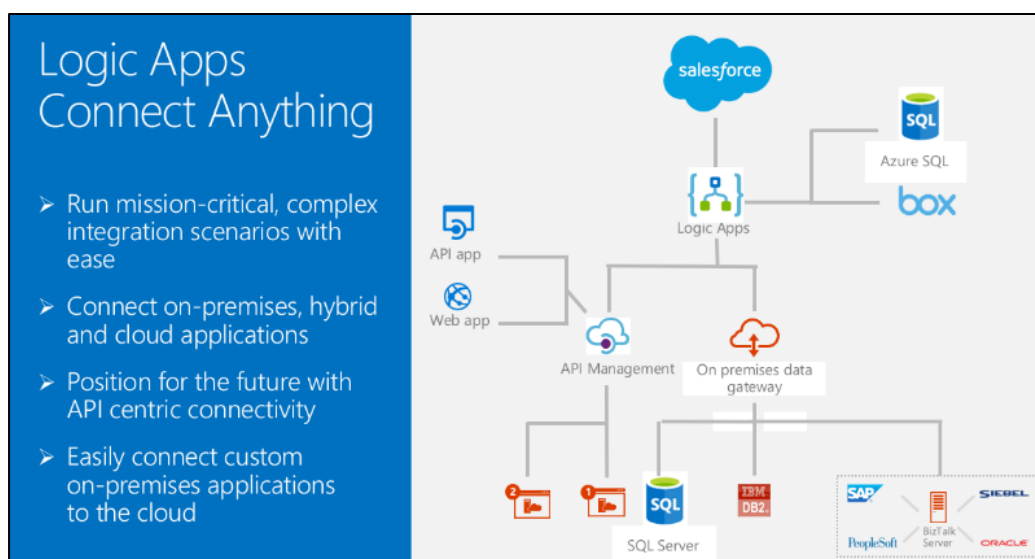 Logic Apps
Connect Anything
➢ Run mission-critical, complex
integration scenarios with
ease
➢ Connect on-premises, hybrid
and cloud applications
➢ Position for the future with
API centric connectivity
➢ Easily connect custom
on-premises applications
to the cloud
salesforce
SQL
Azure SQL
box
Logic Apps
API app
Web app
API Management
On premises data
gateway
2
1
SQL
SQL Server
IBM
DB2.
SAP
SIEBEL
BizTalk
Server
PeopleSoft
ORACLE